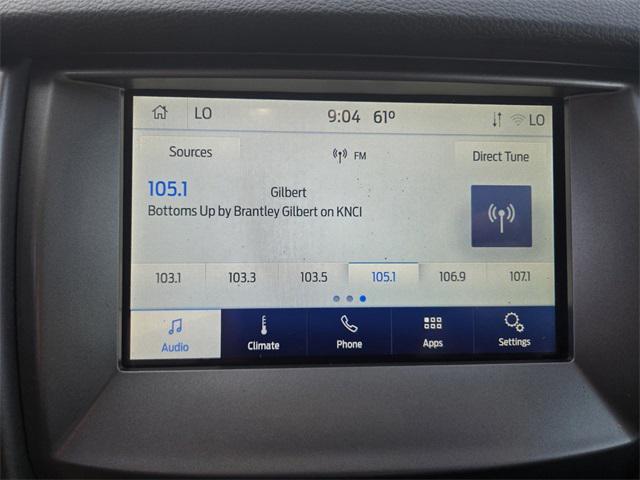 LO 9:04 61° LO
Sources FM Direct Tune
105.1 Gilbert
Bottoms Up by Brantley Gilbert on KNCI
103.1 103.3 103.5 105.1 106.9 107.1
Audio Climate Phone Apps Settings